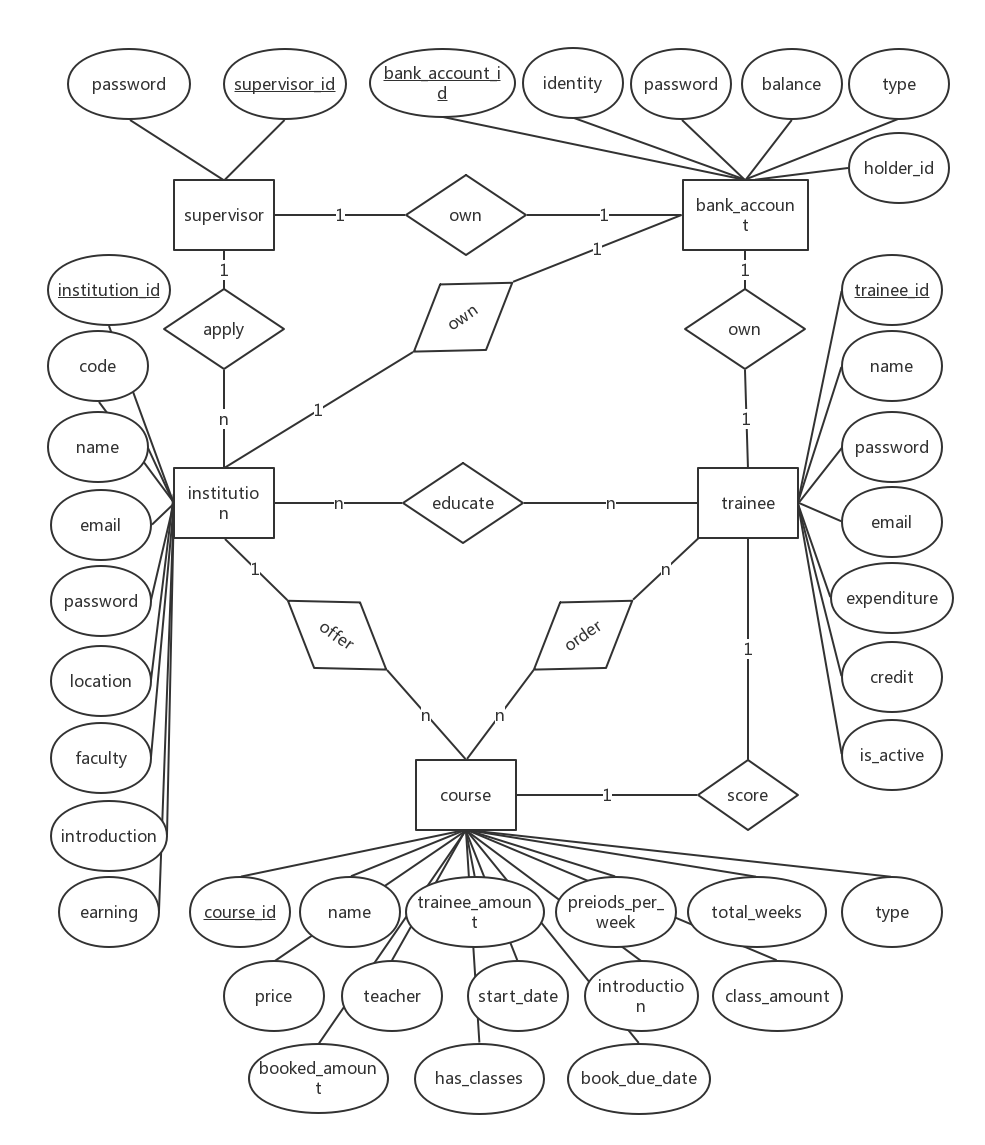 password
supervisor_id
bank_account_i
d
identity
password
balance
type
holder_id
supervisor
1
own
1
bank_accoun
t
1
1
1
institution_id
apply
own
own
trainee_id
code
name
n
1
1
name
password
institutio
n
n
educate
n
trainee
email
email
1
n
password
expenditure
offer
order
1
location
credit
n
n
faculty
is_active
course
1
score
introduction
earning
course_id
name
trainee_amoun
t
preiods_per_
week
total_weeks
type
price
teacher
start_date
introductio
n
class_amount
booked_amoun
t
has_classes
book_due_date